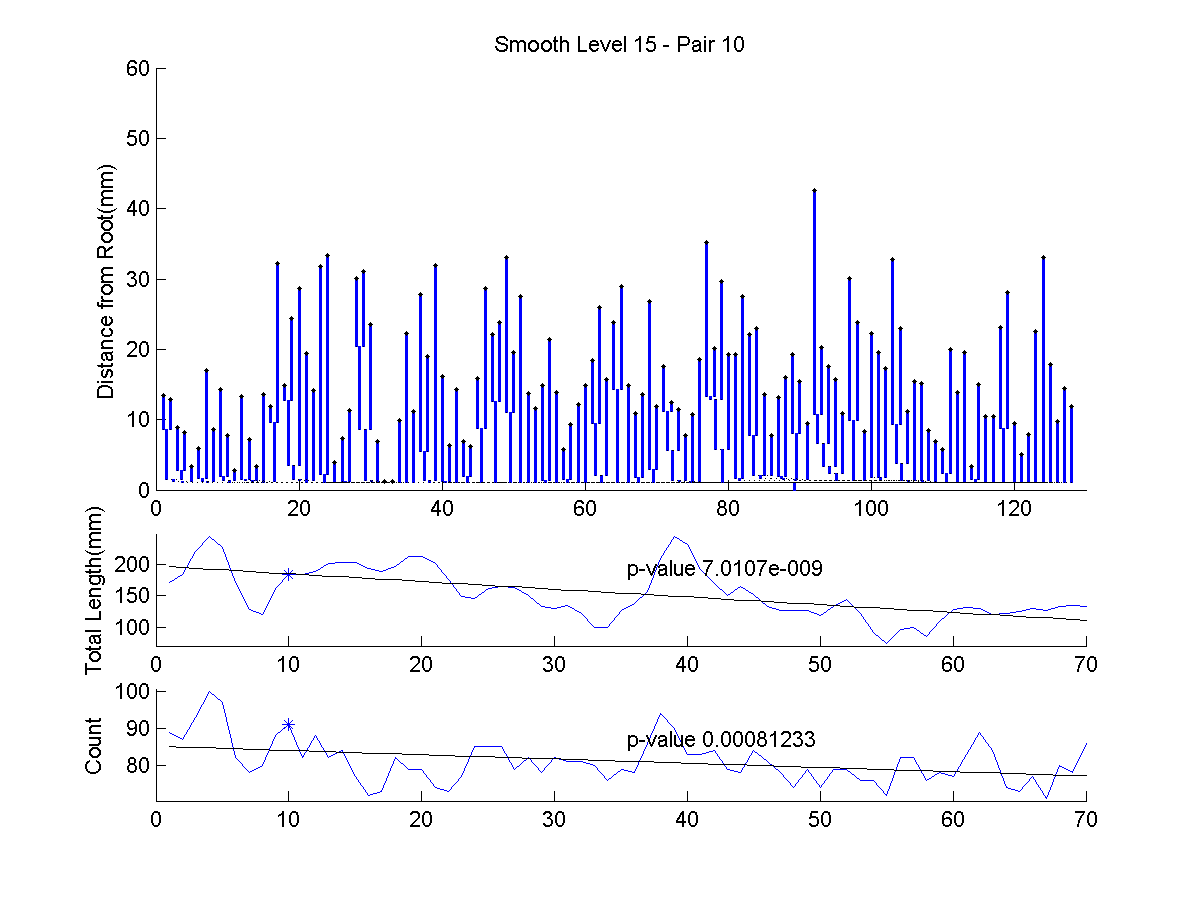 Smooth Level 15 - Pair 10
60
50
40
30
20
10
0
Distance from Root(mm)
0 20 40 60 80 100 120
200
150
100
Total Length(mm)
p-value 7.0107e-009
0 10 20 30 40 50 60 70
100
90
80
Count
p-value 0.00081233
0 10 20 30 40 50 60 70